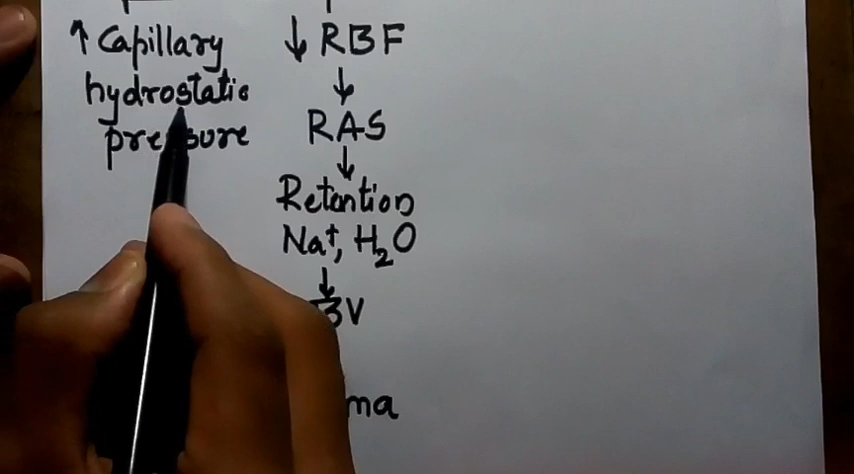 ↑ Capillary
hydrostatic
pressure
↓ RBF
↓
RAS
↓
Retention
Na⁺, H₂O
↓